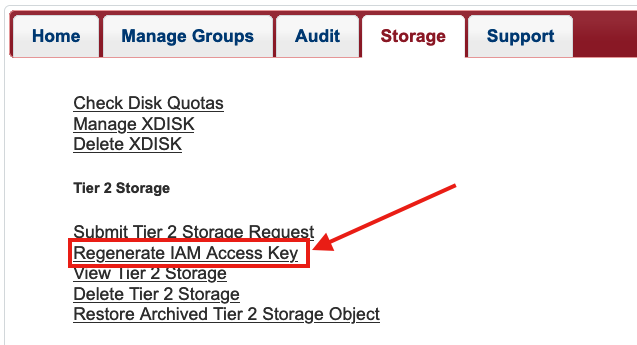 Home Manage Groups Audit Storage Support
Check Disk Quotas
Manage XDISK
Delete XDISK
Tier 2 Storage
Submit Tier 2 Storage Request
Regenerate IAM Access Key
View Tier 2 Storage
Delete Tier 2 Storage
Restore Archived Tier 2 Storage Object